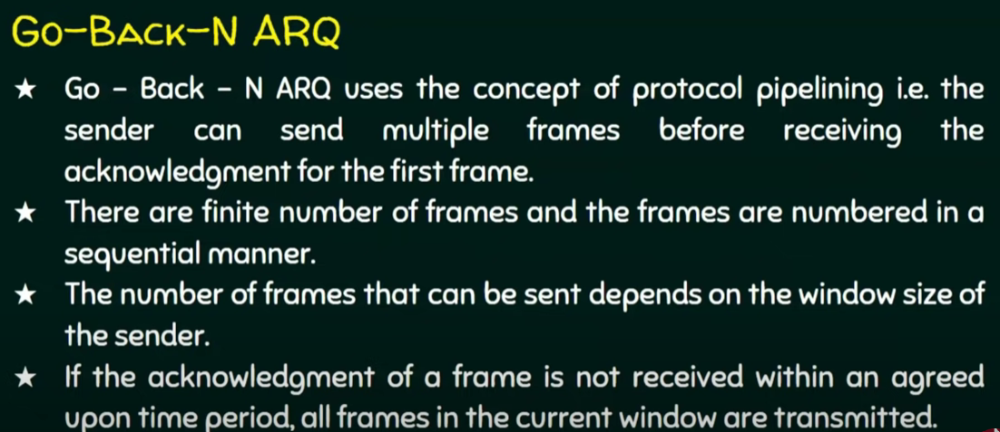 Go-Back-N ARQ
★ Go - Back - N ARQ uses the concept of protocol pipelining i.e. the
sender can send multiple frames before receiving the
acknowledgment for the first frame.
★ There are finite number of frames and the frames are numbered in a
sequential manner.
★ The number of frames that can be sent depends on the window size of
the sender.
★ If the acknowledgment of a frame is not received within an agreed
upon time period, all frames in the current window are transmitted.